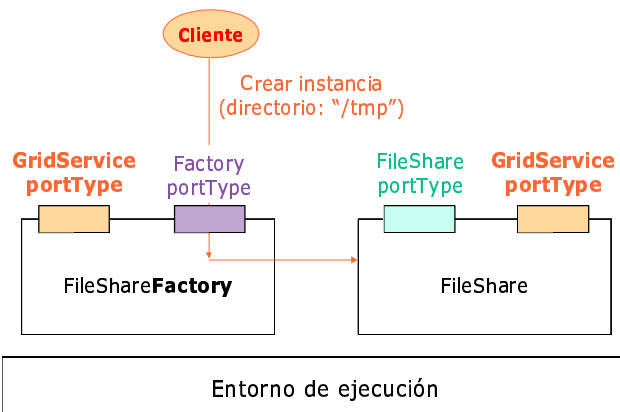 Cliente
Crear instancia
(directorio: “/tmp”)
GridService
portType
Factory
portType
FileShare
portType
GridService
portType
FileShareFactory
FileShare
Entorno de ejecución